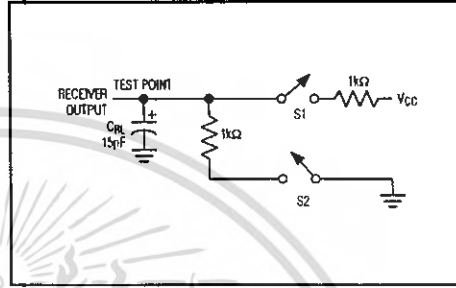 TEST POINT
RECEIVER
OUTPUT
CRL
15pF
1kΩ
S1
1kΩ
VCC
S2